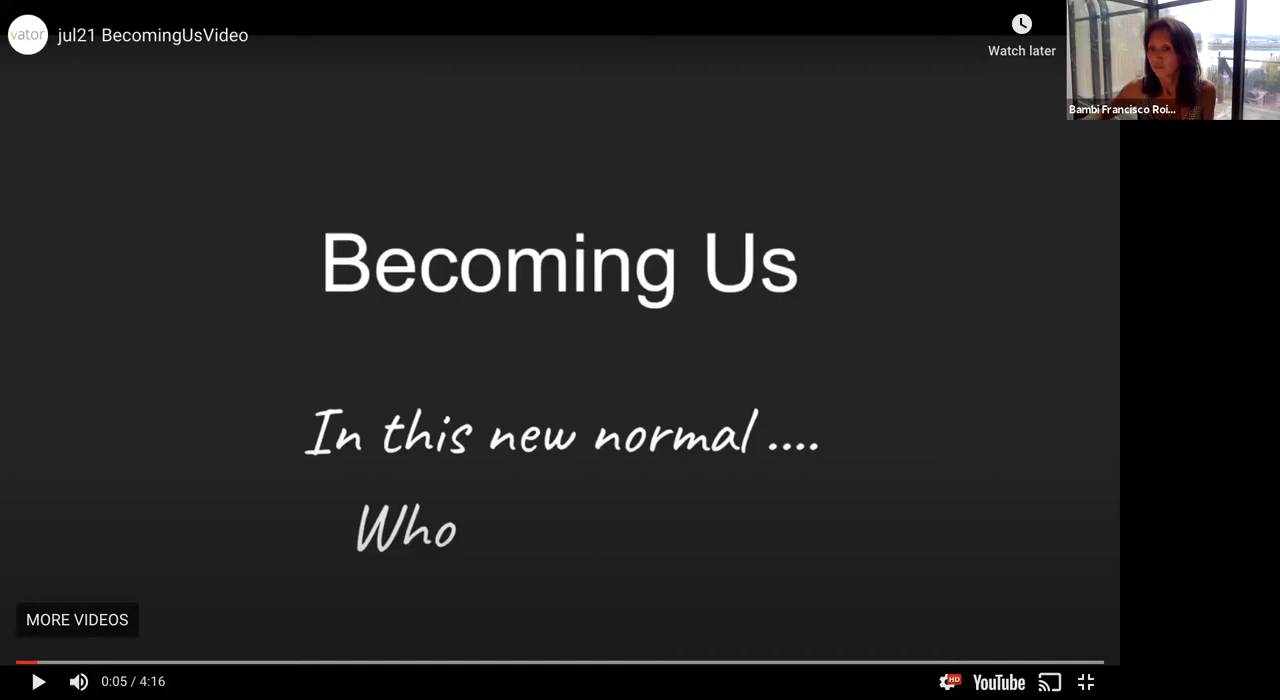 vator
jul21 BecomingUsVideo
Watch later
Bambi Francisco Roi...
Becoming Us
In this new normal ....
Who
MORE VIDEOS
0:05 / 4:16
HD
YouTube